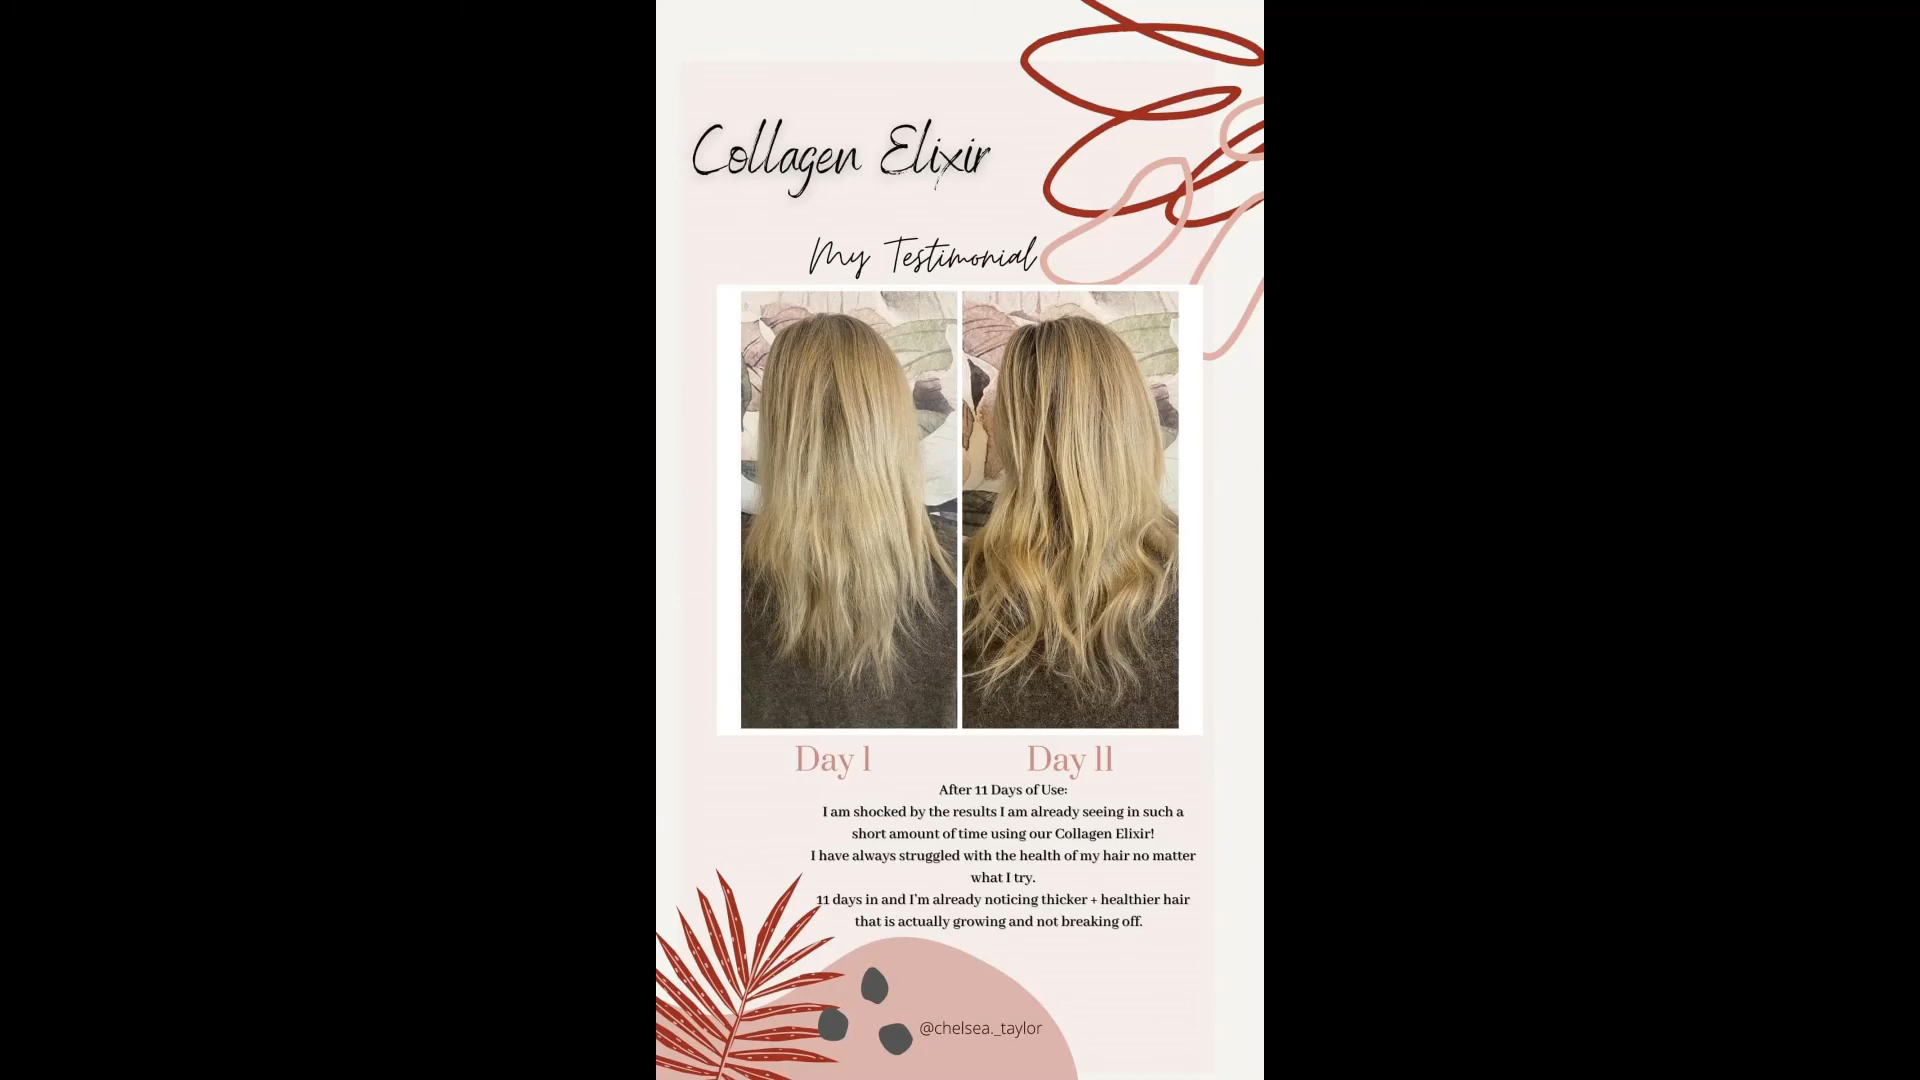 Collagen Elixir
My Testimonial
Day 1
Day 11
After 11 Days of Use:
I am shocked by the results I am already seeing in such a
short amount of time using our Collagen Elixir!
I have always struggled with the health of my hair no matter
what I try.
11 days in and I'm already noticing thicker + healthier hair
that is actually growing and not breaking off.
@chelsea._taylor